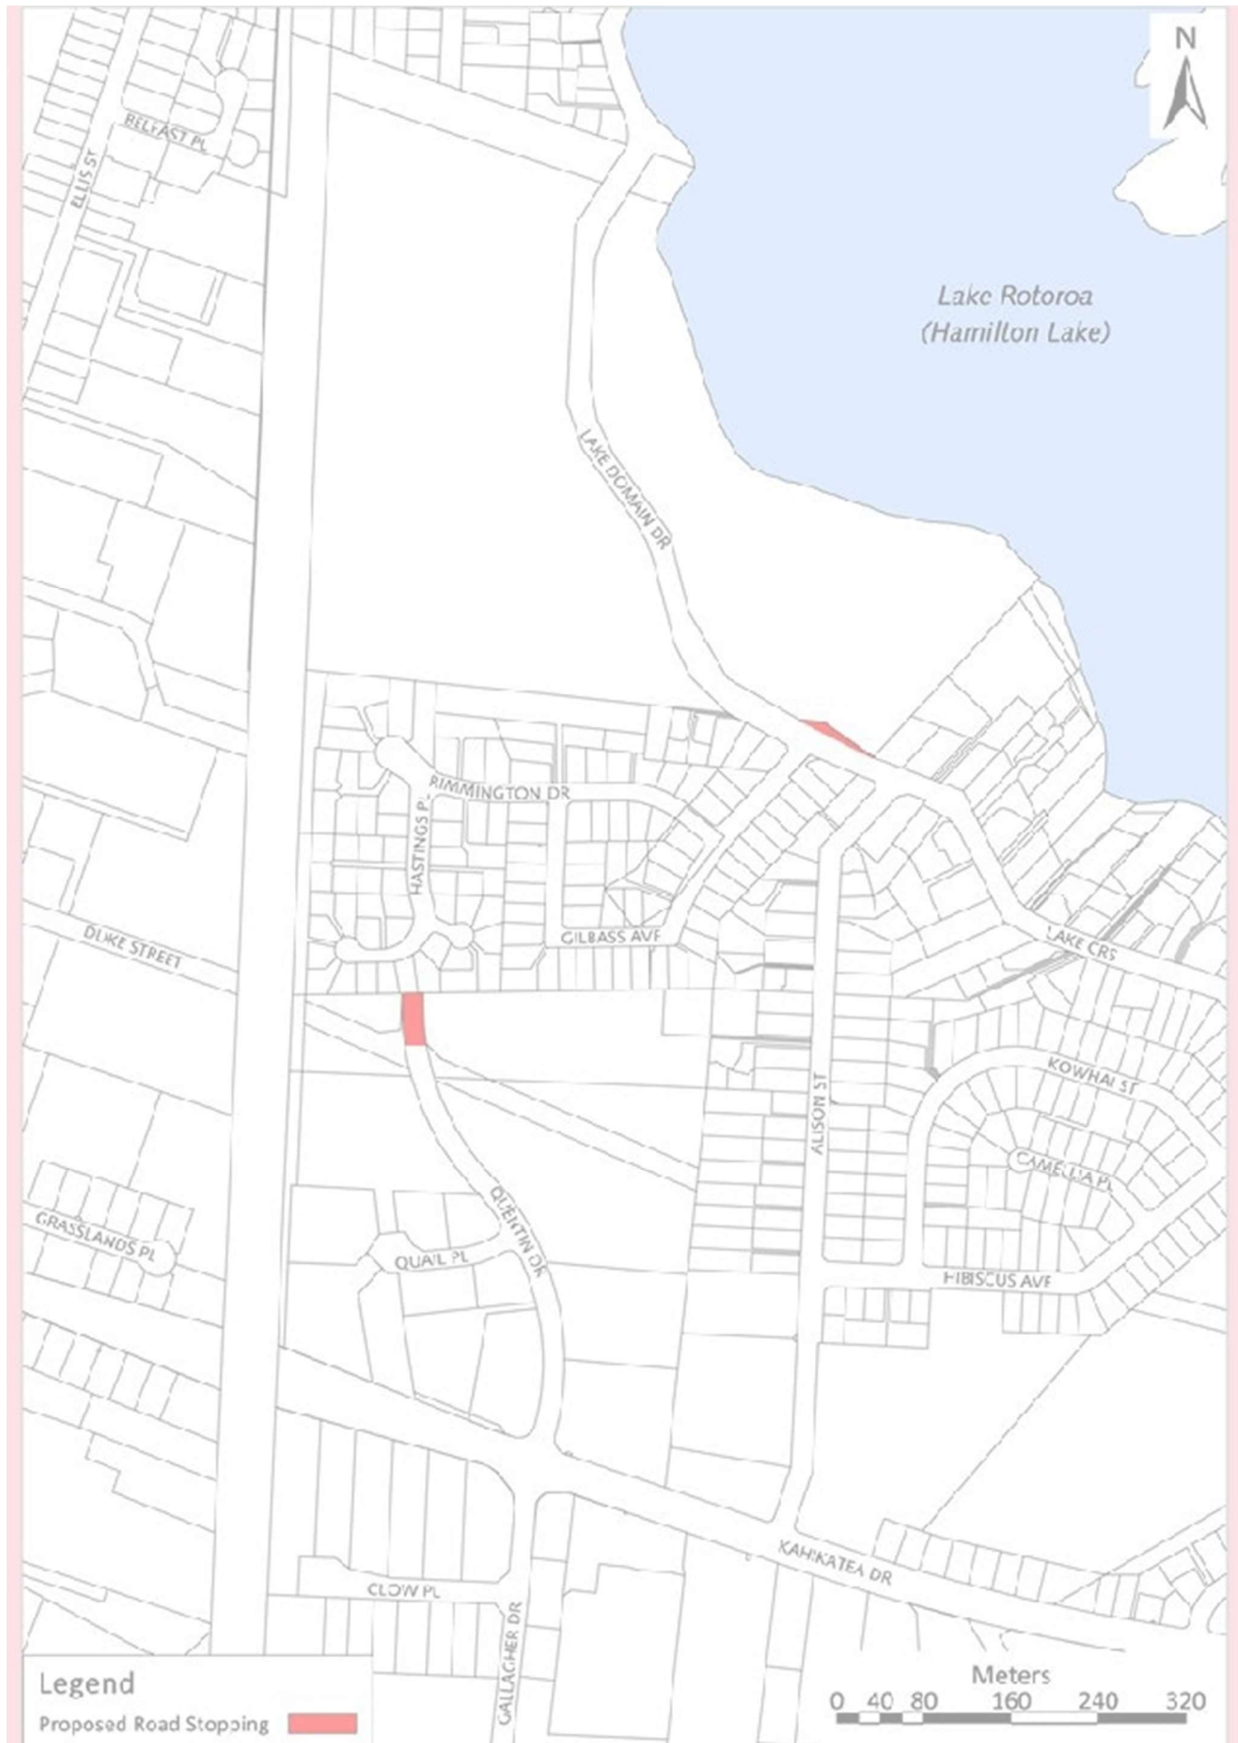 N
BELFAST PL
ELLIS ST
Lake Rotoroa
(Hamilton Lake)
LAKE DOMAIN DR
RIMMINGTON DR
HASTINGS PL
GILBASS AVE
DUKE STREET
LAKE CRS
KOWHAI ST
ALISON ST
CAMELLIA PL
QUENTIN DR
GRASSLANDS PL
QUAIL PL
HIBISCUS AVE
KAHIKATEA DR
CLOW PL
GALLAGHER DR
Legend
Proposed Road Stopping
Meters
0 40 80 160 240 320